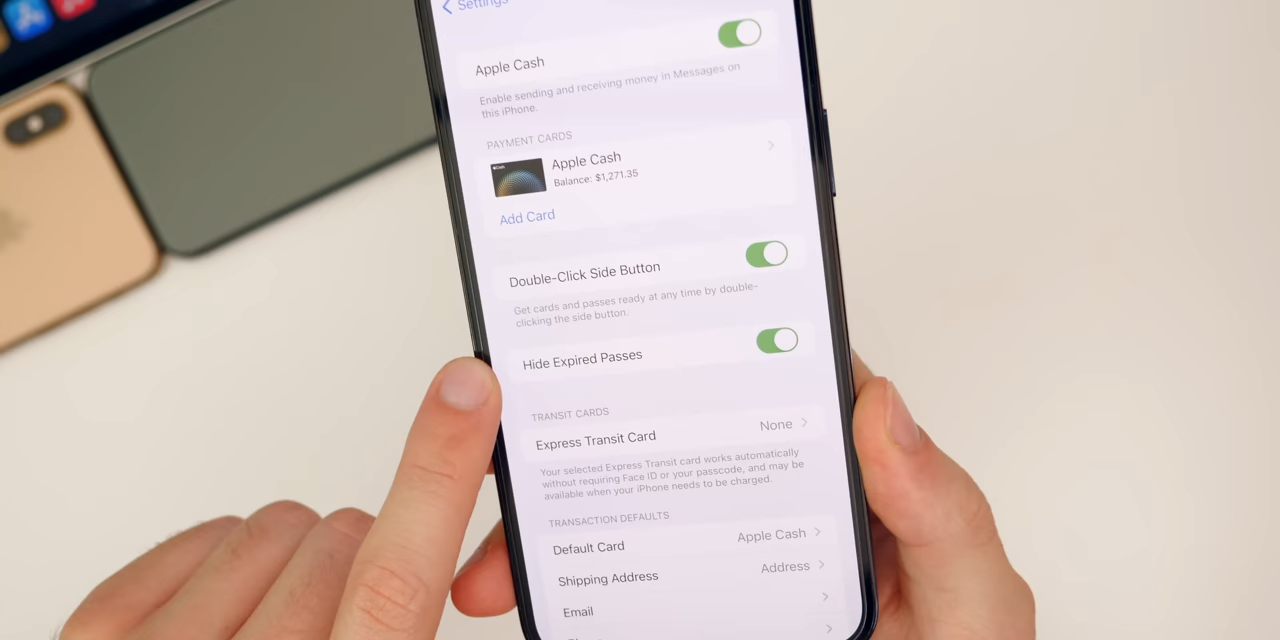 Settings
Apple Cash
Enable sending and receiving money in Messages on
this iPhone.
PAYMENT CARDS
Apple Cash
Balance: $1,271.35
Add Card
Double-Click Side Button
Get cards and passes ready at any time by double-
clicking the side button.
Hide Expired Passes
TRANSIT CARDS
Express Transit Card None
Your selected Express Transit card works automatically
without requiring Face ID or your passcode, and may be
available when your iPhone needs to be charged.
TRANSACTION DEFAULTS
Default Card Apple Cash
Shipping Address Address
Email